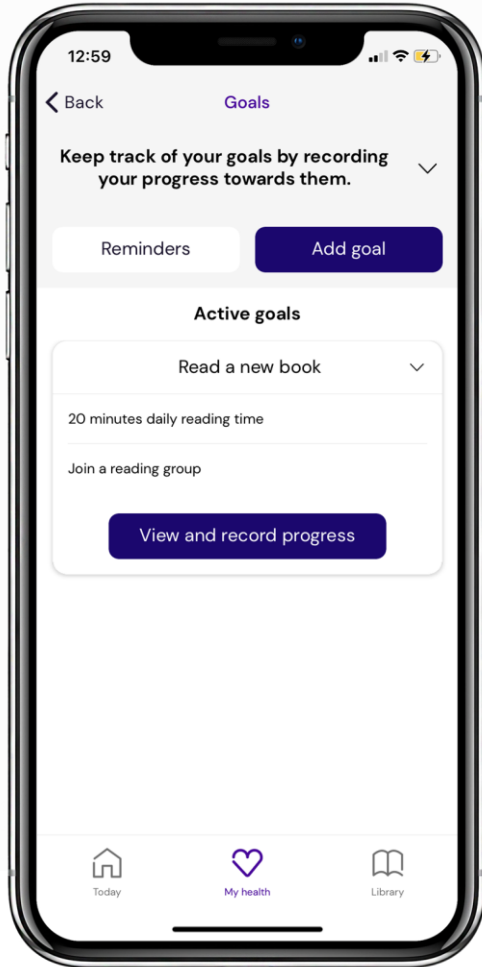 12:59
Back
Goals
Keep track of your goals by recording
your progress towards them.
Reminders
Add goal
Active goals
Read a new book
20 minutes daily reading time
Join a reading group
View and record progress
Today
My health
Library